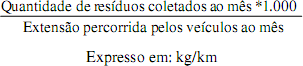 Quantidade de resíduos coletados ao mês *1.000
Extensão percorrida pelos veículos ao mês
Expresso em: kg/km